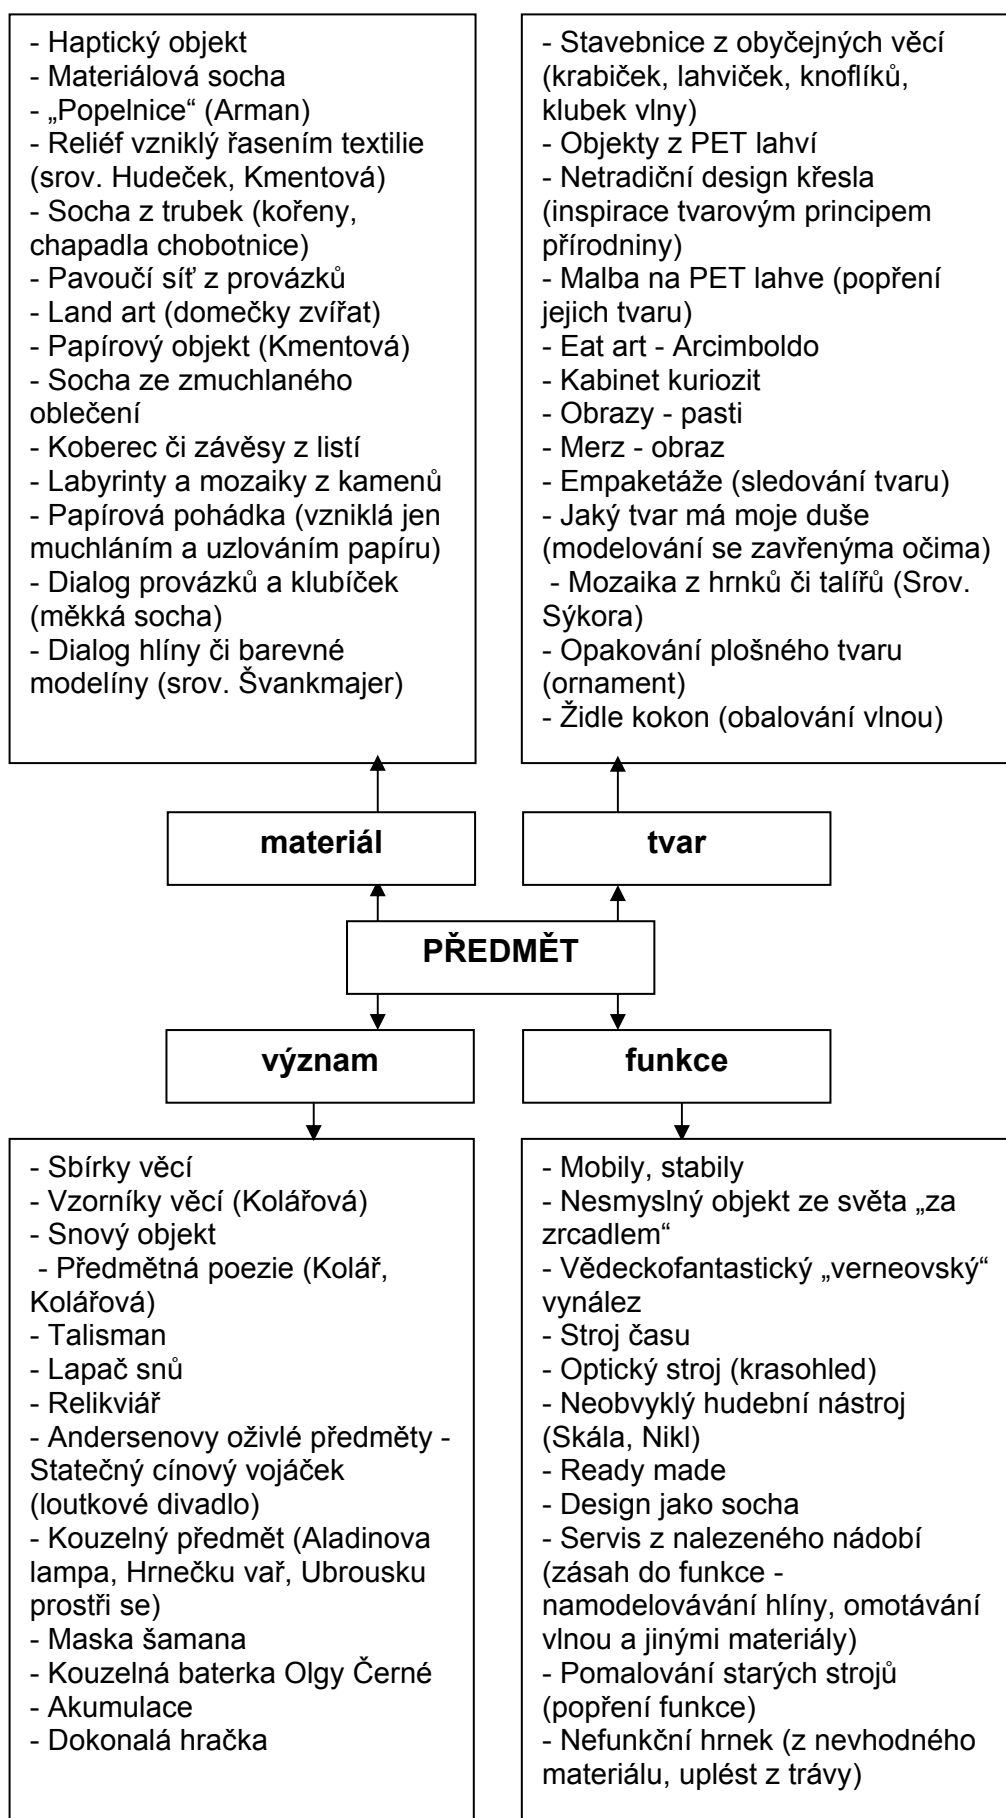 - Haptický objekt
- Materiálová socha
- „Popelnice“ (Arman)
- Reliéf vzniklý řasením textilie
(srov. Hudeček, Kmentová)
- Socha z trubek (kořeny,
chapadla chobotnice)
- Pavoučí síť z provázků
- Land art (domečky zvířat)
- Papírový objekt (Kmentová)
- Socha ze zmuchlaného
oblečení
- Koberec či závěsy z listí
- Labyrinty a mozaiky z kamenů
- Papírová pohádka (vzniklá jen
muchláním a uzlováním papíru)
- Dialog provázků a klubíček
(měkká socha)
- Dialog hlíny či barevné
modelíny (srov. Švankmajer)
- Stavebnice z obyčejných věcí
(krabiček, lahviček, knoflíků,
klubek vlny)
- Objekty z PET lahví
- Netradiční design křesla
(inspirace tvarovým principem
přírodniny)
- Malba na PET lahve (popření
jejich tvaru)
- Eat art - Arcimboldo
- Kabinet kuriozit
- Obrazy - pasti
- Merz - obraz
- Empaketáže (sledování tvaru)
- Jaký tvar má moje duše
(modelování se zavřenýma očima)
- Mozaika z hrnků či talířů (Srov.
Sýkora)
- Opakování plošného tvaru
(ornament)
- Židle kokon (obalování vlnou)
materiál
tvar
PŘEDMĚT
význam
funkce
- Sbírky věcí
- Vzorníky věcí (Kolářová)
- Snový objekt
- Předmětná poezie (Kolář,
Kolářová)
- Talisman
- Lapač snů
- Relikviář
- Andersenovy oživlé předměty -
Statečný cínový vojáček
(loutkové divadlo)
- Kouzelný předmět (Aladinova
lampa, Hrnečku vař, Ubrousku
prostři se)
- Maska šamana
- Kouzelná baterka Olgy Černé
- Akumulace
- Dokonalá hračka
- Mobily, stabily
- Nesmyslný objekt ze světa „za
zrcadlem“
- Vědeckofantastický „verneovský“
vynález
- Stroj času
- Optický stroj (krasohled)
- Neobvyklý hudební nástroj
(Skála, Nikl)
- Ready made
- Design jako socha
- Servis z nalezeného nádobí
(zásah do funkce -
namodelovávání hlíny, omotávání
vlnou a jinými materiály)
- Pomalování starých strojů
(popření funkce)
- Nefunkční hrnek (z nevhodného
materiálu, uplést z trávy)